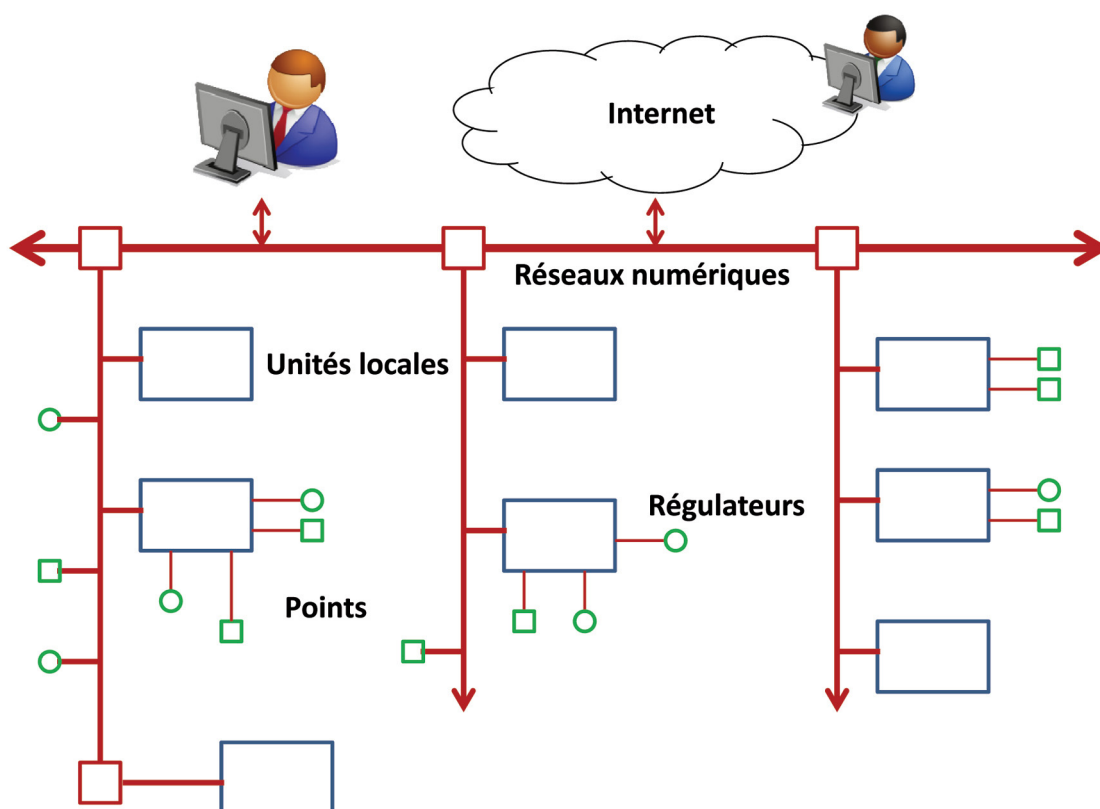 Internet
Réseaux numériques
Unités locales
Régulateurs
Points